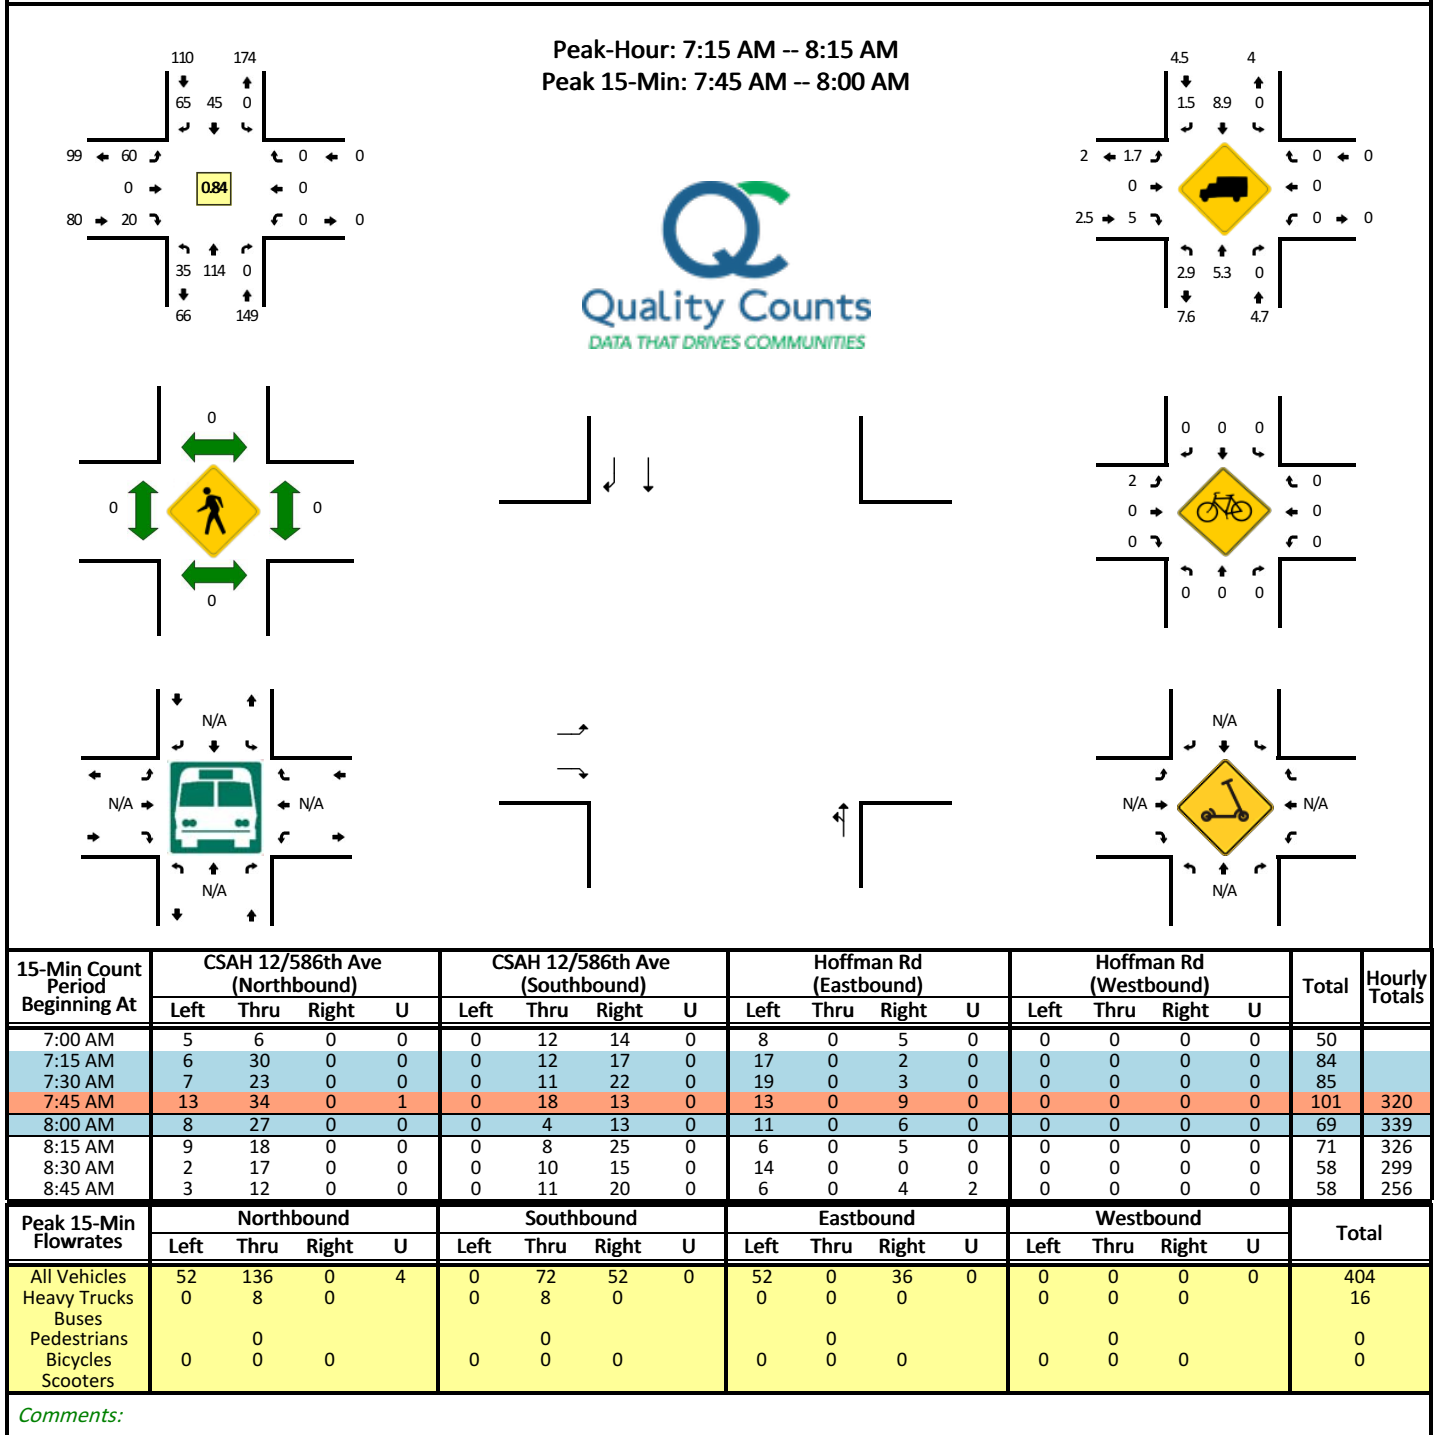 Peak-Hour: 7:15 AM -- 8:15 AM
Peak 15-Min: 7:45 AM -- 8:00 AM
110 174
65 45 0
99 60 0 0
0 0.84 0
80 20 0 0
35 114 0
66 149
QC
Quality Counts
DATA THAT DRIVES COMMUNITIES
4.5 4
1.5 8.9 0
2 1.7 0 0
0 0
2.5 5 0 0
2.9 5.3 0
7.6 4.7
0
0 0
0
0 0 0
2 0
0 0
0 0
0 0 0
N/A
N/A N/A
N/A
N/A
N/A N/A
N/A
15-Min Count Period Beginning At CSAH 12/586th Ave (Northbound) CSAH 12/586th Ave (Southbound) Hoffman Rd (Eastbound) Hoffman Rd (Westbound) Total Hourly Totals
Left Thru Right U Left Thru Right U Left Thru Right U Left Thru Right U
7:00 AM 5 6 0 0 0 12 14 0 8 0 5 0 0 0 0 0 50
7:15 AM 6 30 0 0 0 12 17 0 17 0 2 0 0 0 0 0 84
7:30 AM 7 23 0 0 0 11 22 0 19 0 3 0 0 0 0 0 85
7:45 AM 13 34 0 1 0 18 13 0 13 0 9 0 0 0 0 0 101 320
8:00 AM 8 27 0 0 0 4 13 0 11 0 6 0 0 0 0 0 69 339
8:15 AM 9 18 0 0 0 8 25 0 6 0 5 0 0 0 0 0 71 326
8:30 AM 2 17 0 0 0 10 15 0 14 0 0 0 0 0 0 0 58 299
8:45 AM 3 12 0 0 0 11 20 0 6 0 4 2 0 0 0 0 58 256
Peak 15-Min Flowrates Northbound Southbound Eastbound Westbound Total
Left Thru Right U Left Thru Right U Left Thru Right U Left Thru Right U
All Vehicles 52 136 0 4 0 72 52 0 52 0 36 0 0 0 0 0 404
Heavy Trucks 0 8 0 0 8 0 0 0 0 0 0 0 16
Buses
Pedestrians 0 0 0 0 0
Bicycles 0 0 0 0 0 0 0 0 0 0 0 0 0
Scooters
Comments: